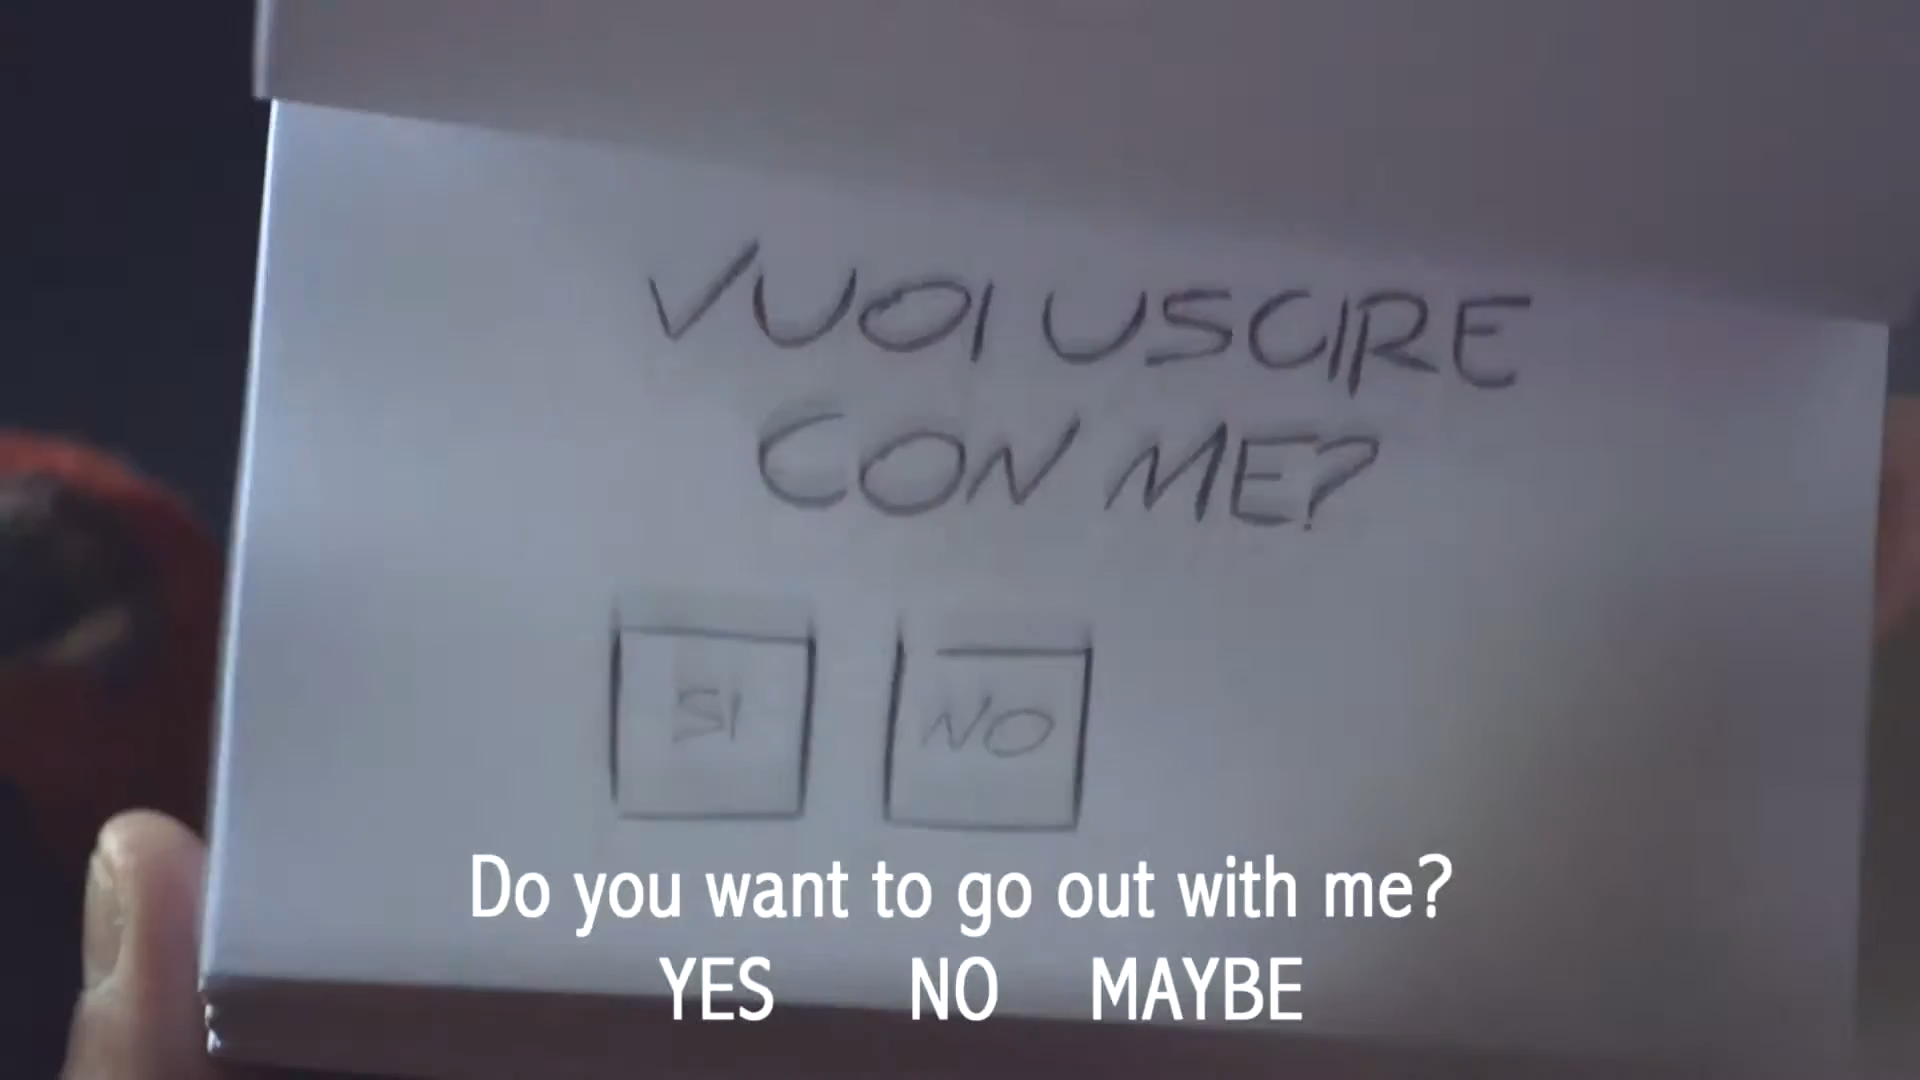 VUOI USCIRE
CON ME?
SI NO
Do you want to go out with me?
YES NO MAYBE